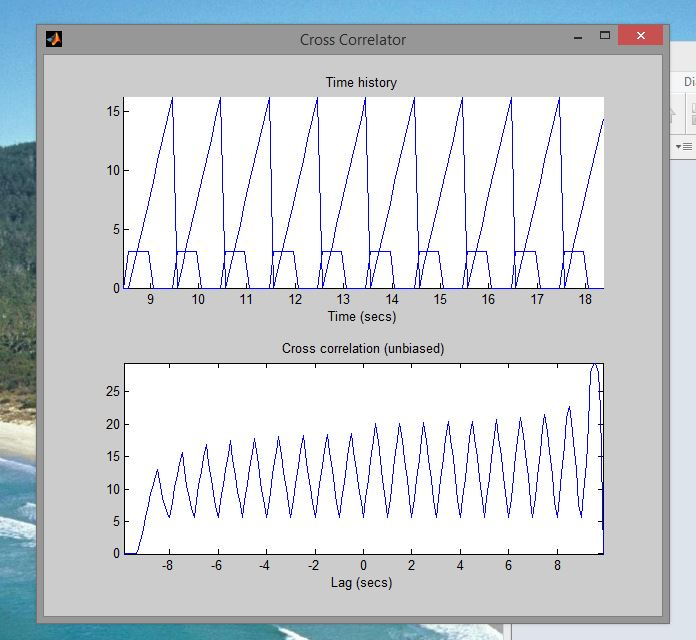 Cross Correlator
Di
Time history
15
10
5
0
9 10 11 12 13 14 15 16 17 18
Time (secs)
Cross correlation (unbiased)
25
20
15
10
5
0
-8 -6 -4 -2 0 2 4 6 8
Lag (secs)